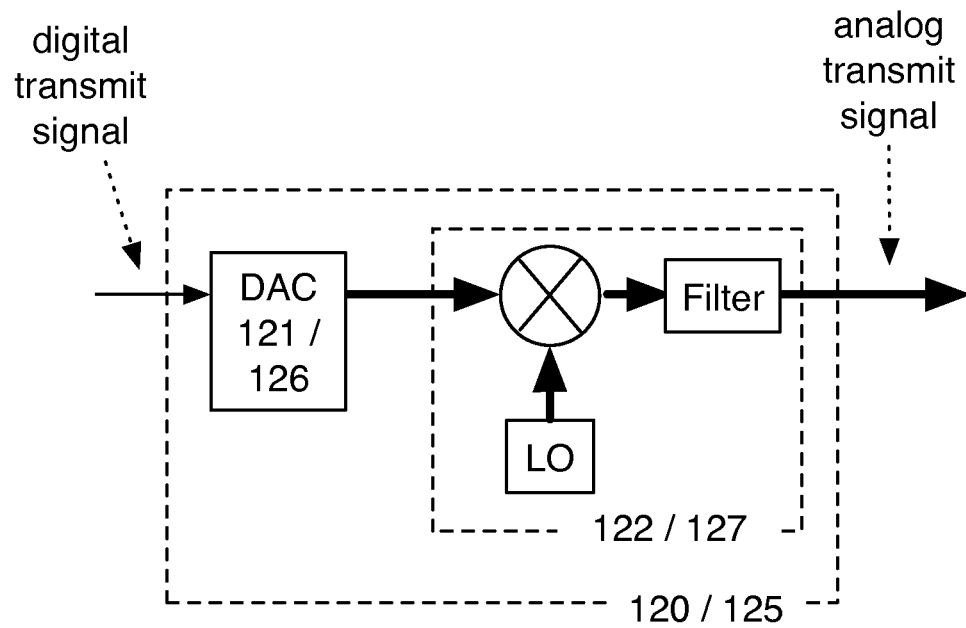 digital
transmit
signal
analog
transmit
signal
DAC
121 /
126
Filter
LO
122 / 127
120 / 125